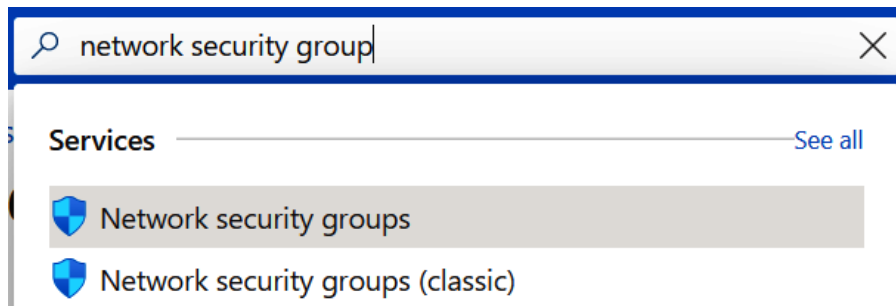 network security group
Services See all
Network security groups
Network security groups (classic)